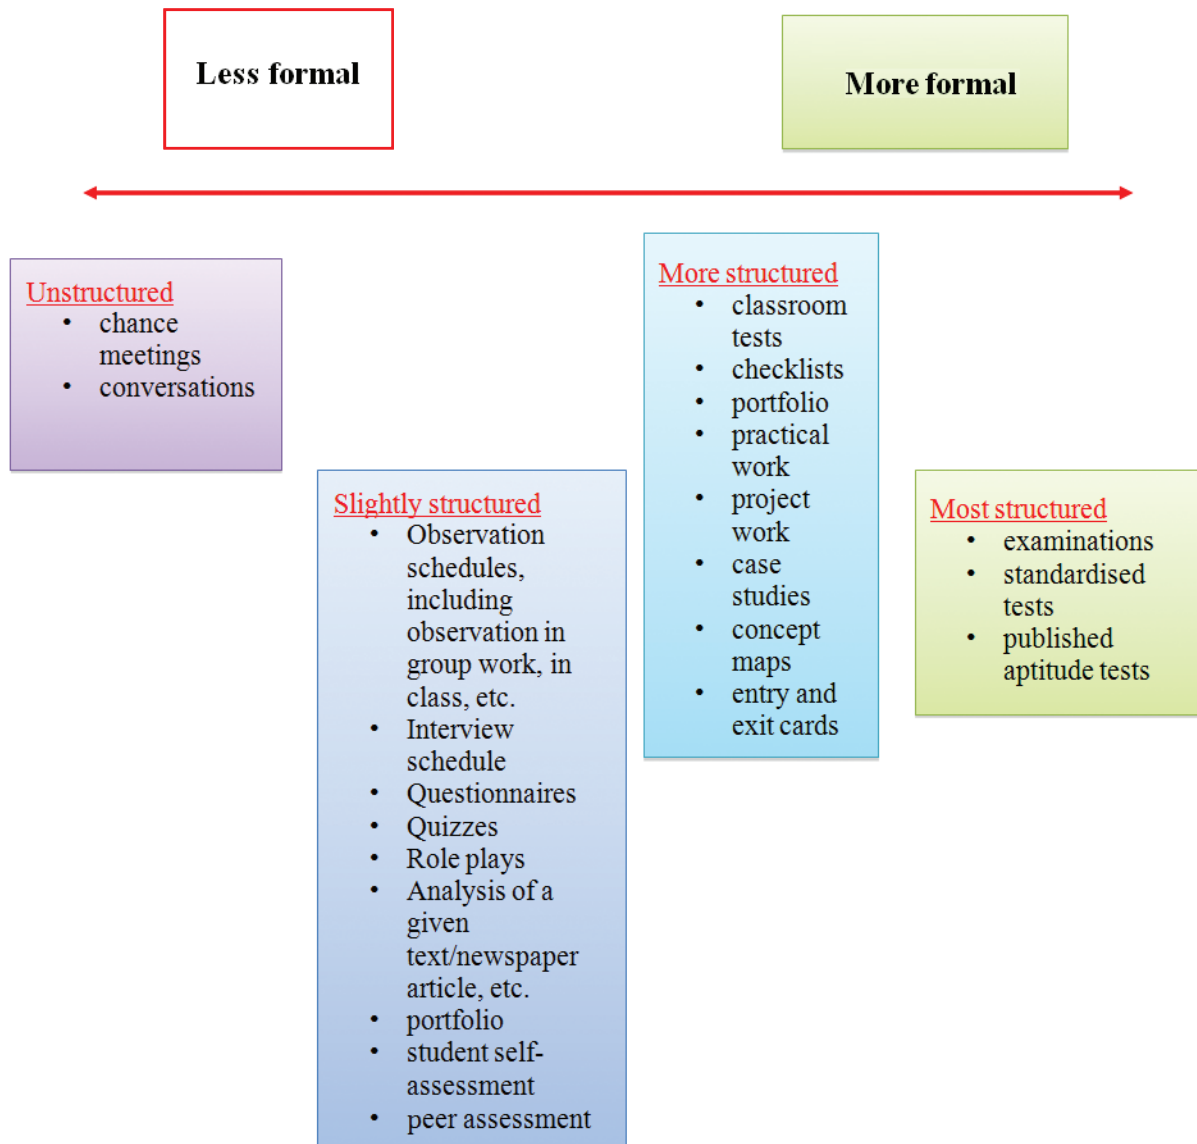 Less formal
More formal
Unstructured
• chance
meetings
• conversations
Slightly structured
• Observation
schedules,
including
observation in
group work, in
class, etc.
• Interview
schedule
• Questionnaires
• Quizzes
• Role plays
• Analysis of a
given
text/newspaper
article, etc.
• portfolio
• student self-
assessment
• peer assessment
More structured
• classroom
tests
• checklists
• portfolio
• practical
work
• project
work
• case
studies
• concept
maps
• entry and
exit cards
Most structured
• examinations
• standardised
tests
• published
aptitude tests